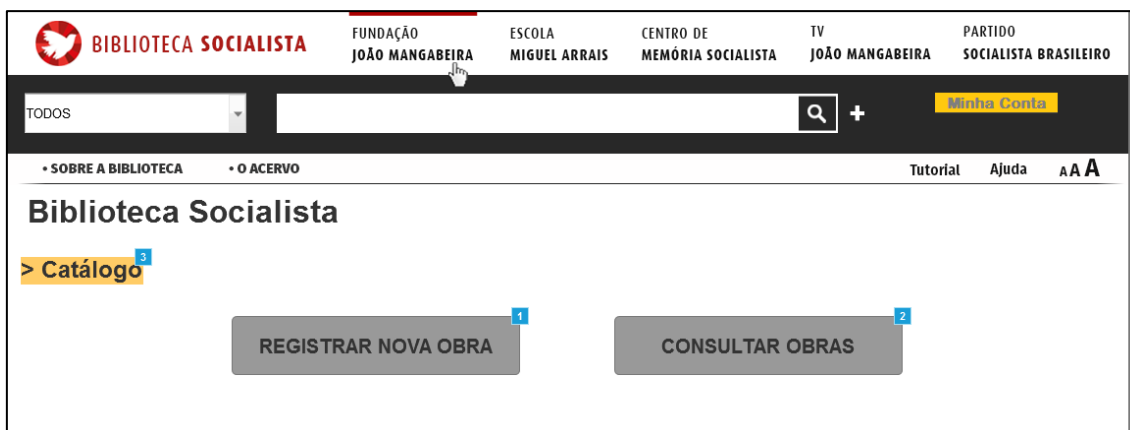 BIBLIOTECA SOCIALISTA
FUNDAÇÃO
JOÃO MANGABEIRA
ESCOLA
MIGUEL ARRAIS
CENTRO DE
MEMÓRIA SOCIALISTA
TV
JOÃO MANGABEIRA
PARTIDO
SOCIALISTA BRASILEIRO
TODOS
+
Minha Conta
• SOBRE A BIBLIOTECA
• O ACERVO
Tutorial
Ajuda
A A A
Biblioteca Socialista
> Catálogo
3
REGISTRAR NOVA OBRA
1
CONSULTAR OBRAS
2